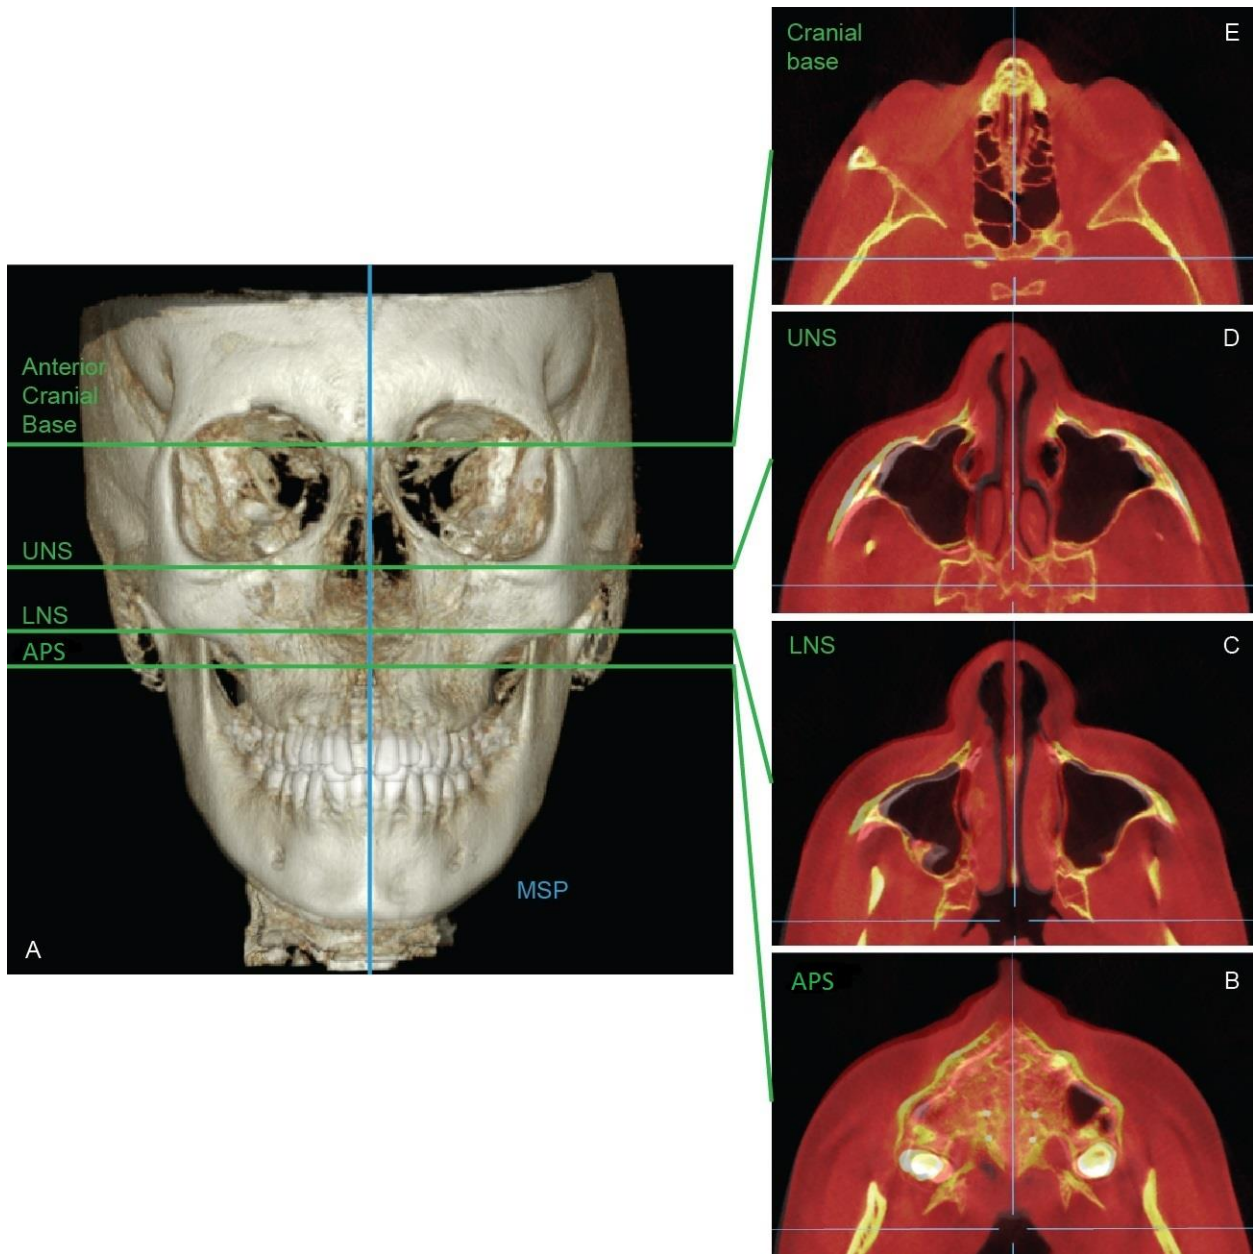 Anterior
Cranial
Base
UNS
LNS
APS
MSP
A
Cranial
base
E
UNS
D
LNS
C
APS
B